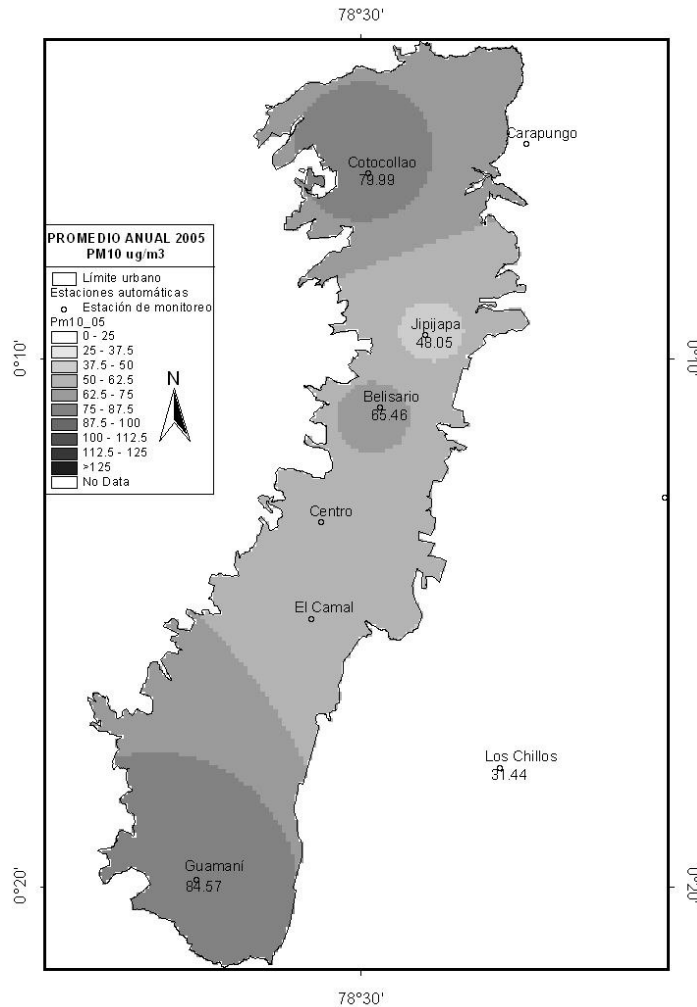 78°30'
Carapungo
Cotocollao
79.99
PROMEDIO ANUAL 2005
PM10 ug/m3
Límite urbano
Estaciones automáticas
Estación de monitoreo
Pm10_05
0 - 25
25 - 37.5
37.5 - 50
50 - 62.5
62.5 - 75
75 - 87.5
87.5 - 100
100 - 112.5
112.5 - 125
>125
No Data
N
Jipijapa
48.05
0°10'
0°10'
Belisario
65.46
Centro
El Camal
Los Chillos
31.44
Guamaní
84.57
0°20'
0°20'
78°30'